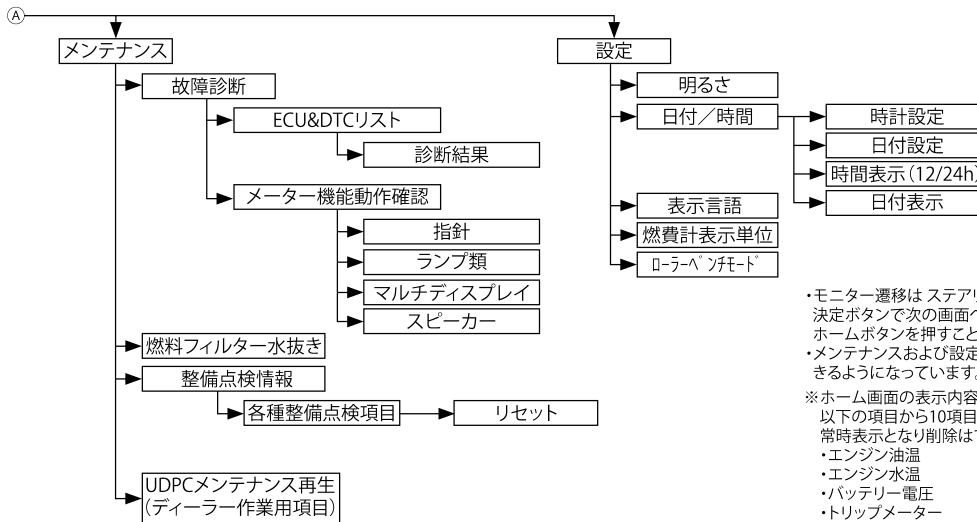 Ⓐ
メンテナンス
故障診断
ECU&DTCリスト
診断結果
メーター機能動作確認
指針
ランプ類
マルチディスプレイ
スピーカー
燃料フィルター水抜き
整備点検情報
各種整備点検項目
リセット
UDPCメンテナンス再生
(ディーラー作業用項目)
設定
明るさ
日付/時間
時計設定
日付設定
時間表示(12/24h)
日付表示
表示言語
燃費計表示単位
ローラーベンチモード
・モニター遷移は ステアリ
決定ボタンで次の画面へ
ホームボタンを押すこと
・メンテナンスおよび設定
きるようになっています。
※ホーム画面の表示内容
以下の項目から10項目
常時表示となり削除は
・エンジン油温
・エンジン水温
・バッテリー電圧
・トリップメーター